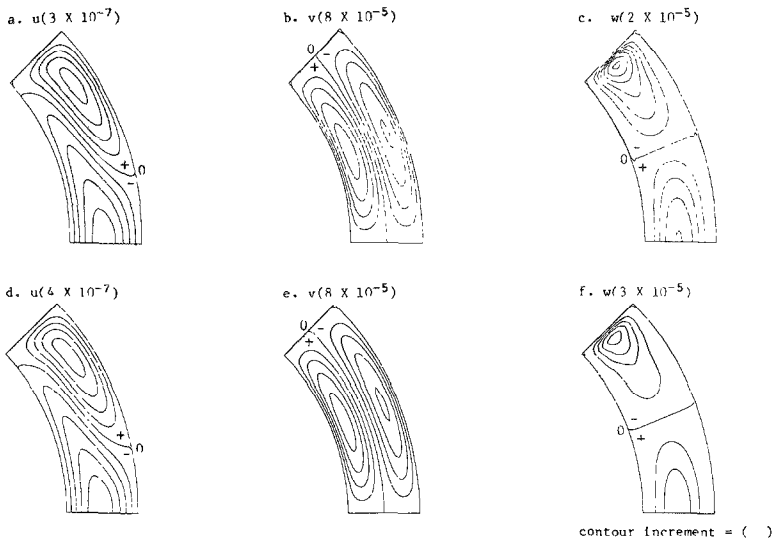 a. u(3 X 10⁻⁷)
b. v(8 X 10⁻⁵)
c. w(2 X 10⁻⁵)
0
+
-
0
+
-
0
-
+
d. u(4 X 10⁻⁷)
e. v(8 X 10⁻⁵)
f. w(3 X 10⁻⁵)
0
+
-
0
+
-
0
-
+
contour increment = ( )